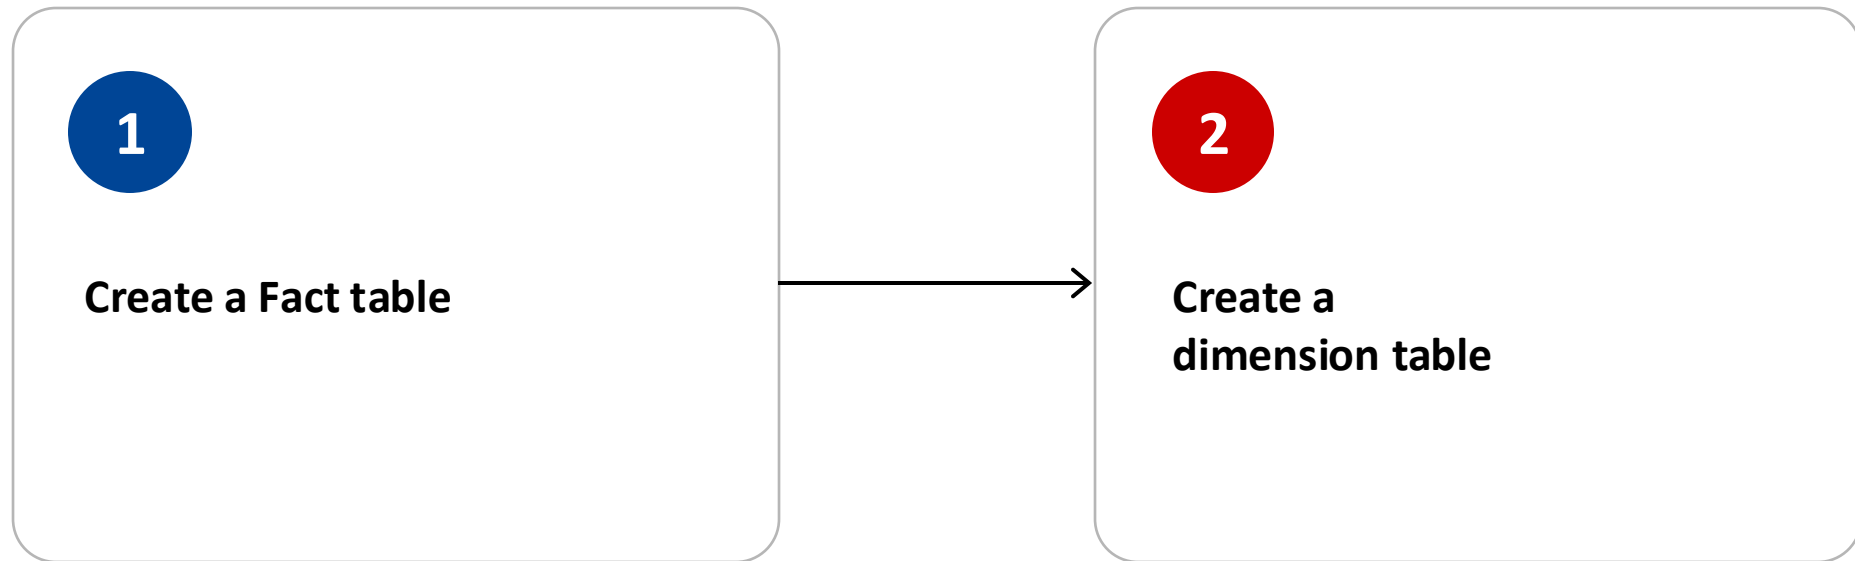 1
Create a Fact table
2
Create a
dimension table